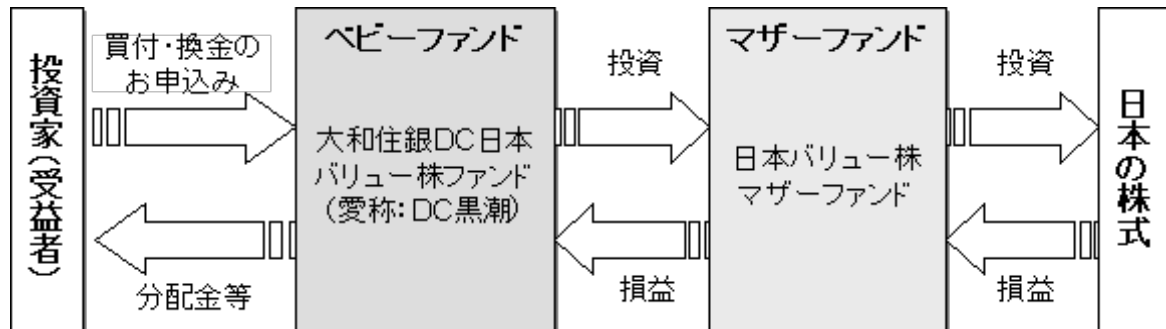 投資家(受益者)
買付・換金の
お申込み
分配金等
ベビーファンド
大和住銀DC日本
バリュー株ファンド
(愛称:DC黒潮)
投資
損益
マザーファンド
日本バリュー株
マザーファンド
投資
損益
日本の株式